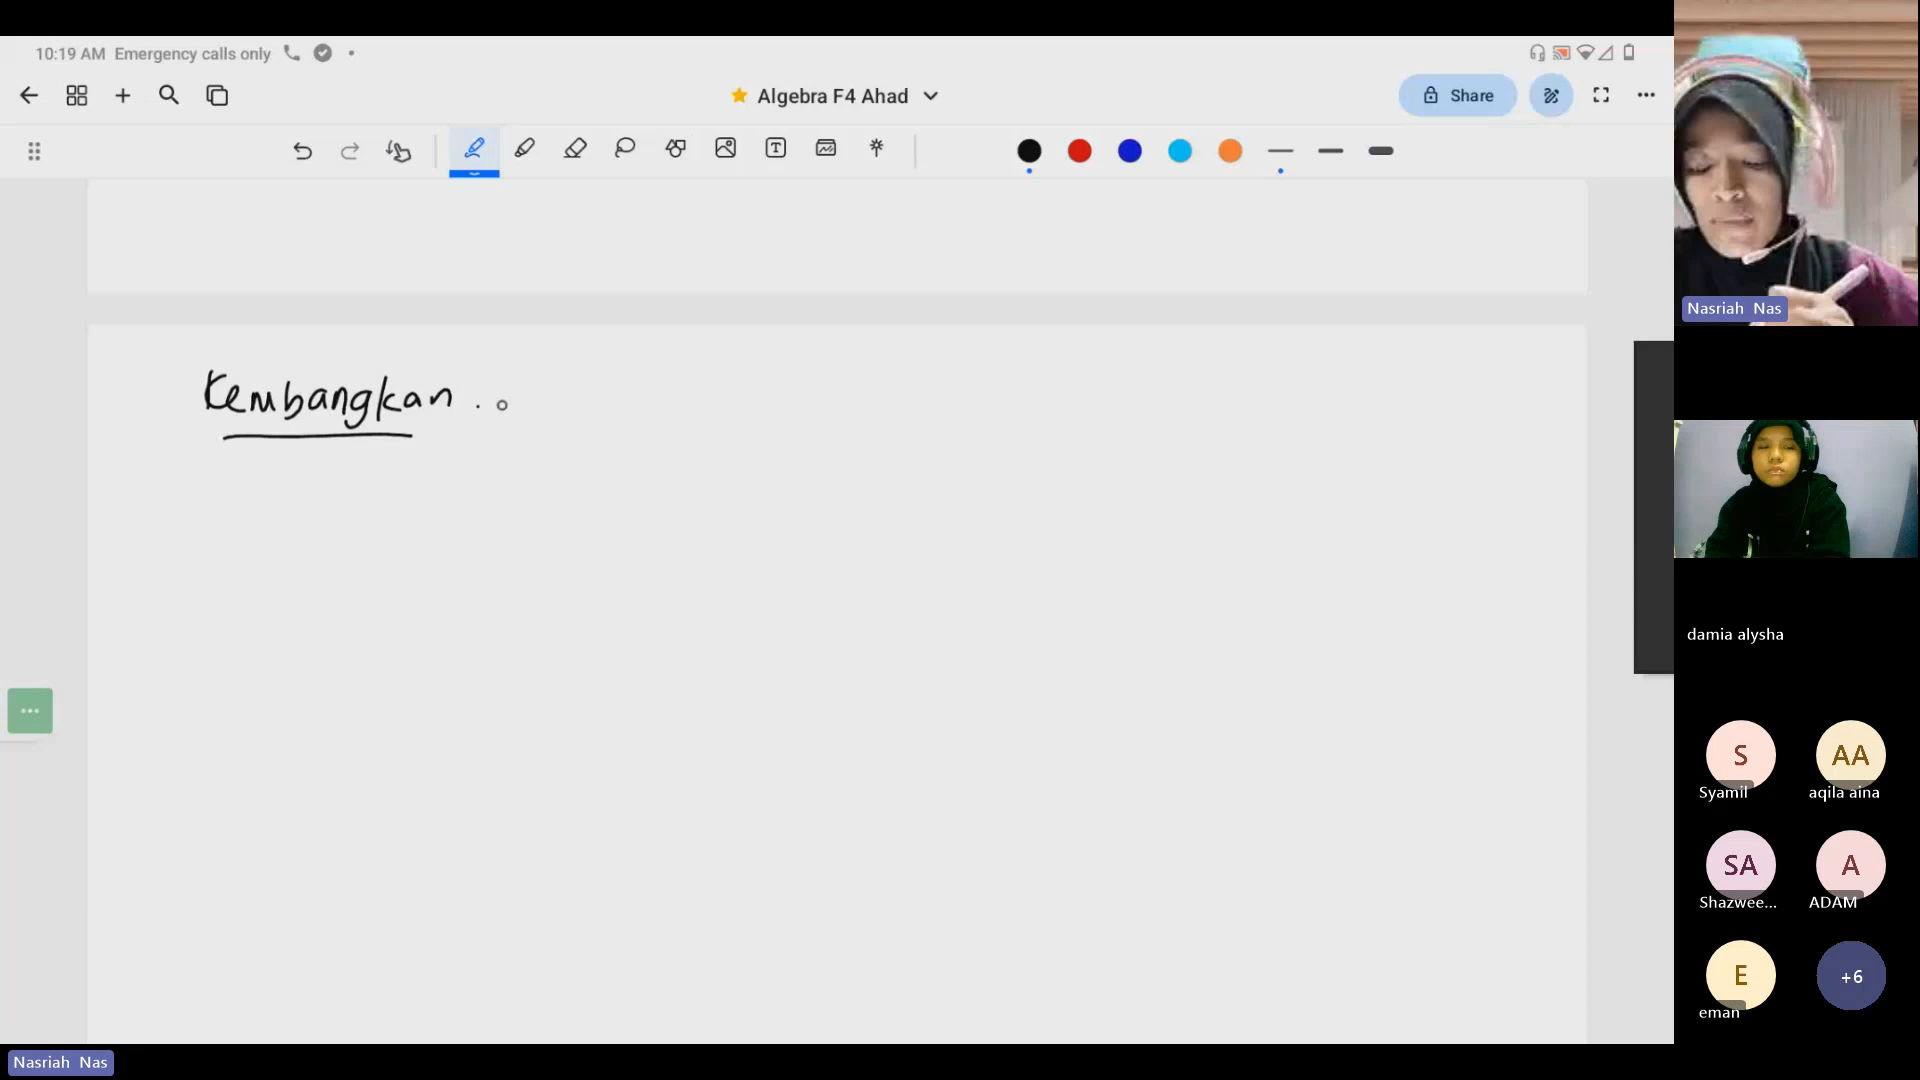 10:19 AM Emergency calls only
Algebra F4 Ahad
Share
Kembangkan .
Nasriah Nas
damia alysha
S
Syamil
AA
aqila aina
SA
Shazwee...
A
ADAM
E
eman
+6
Nasriah Nas